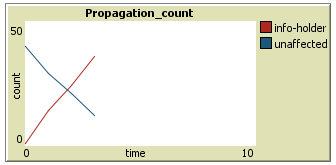 Propagation_count
50
count
0
0
time
10
info-holder
unaffected